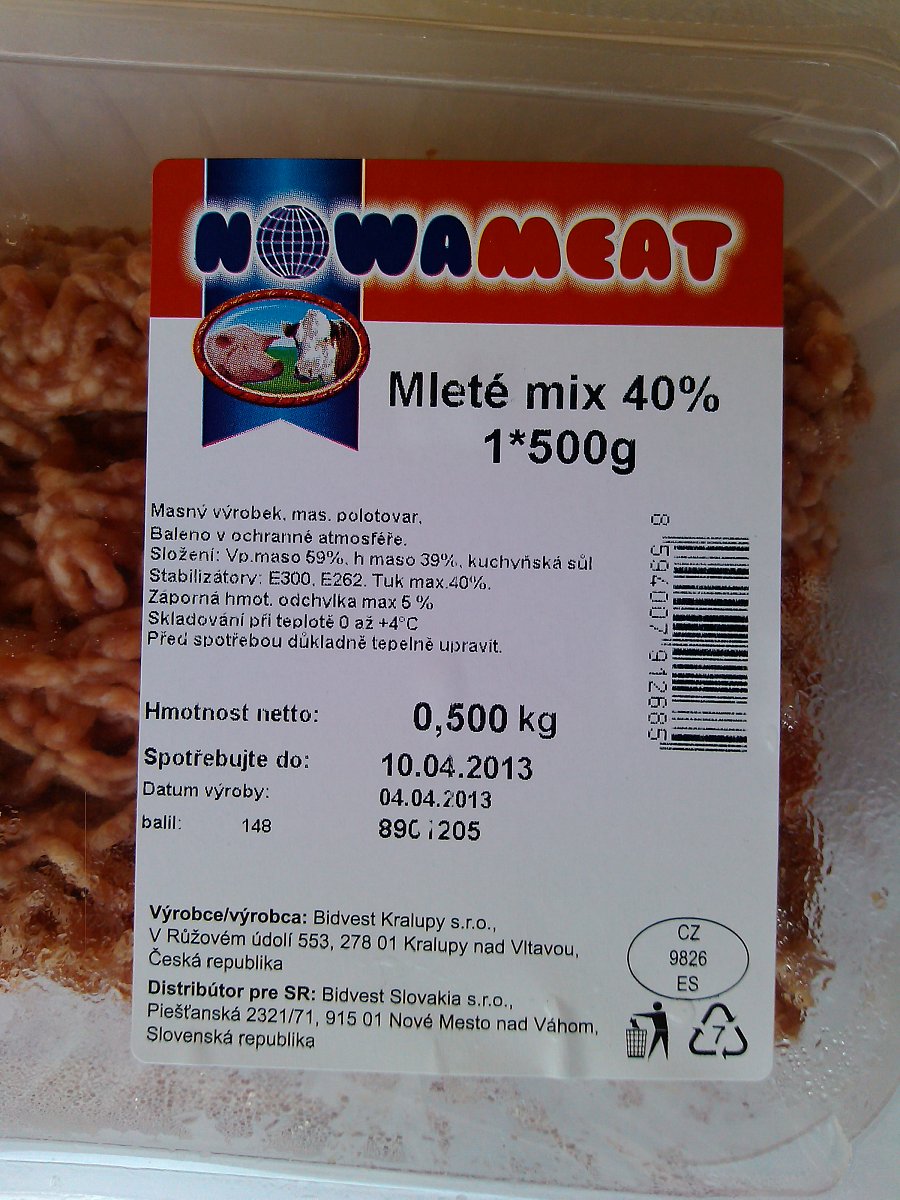 NOWAMEAT
Mleté mix 40%
1*500g
Masný výrobek, mas. polotovar,
Baleno v ochranné atmosféře.
Složení: Vp.maso 59%, h maso 39%, kuchyňská sůl
Stabilizátory: E300, E262. Tuk max.40%.
Záporná hmot. odchylka max 5 %
Skladování při teplotě 0 až +4°C
Před spotřebou důkladně tepelně upravit.
8 594007 912685
Hmotnost netto: 0,500 kg
Spotřebujte do: 10.04.2013
Datum výroby: 04.04.2013
balil: 148
Výrobce/výrobca: Bidvest Kralupy s.r.o.,
V Růžovém údolí 553, 278 01 Kralupy nad Vltavou,
Česká republika
Distribútor pre SR: Bidvest Slovakia s.r.o.,
Piešťanská 2321/71, 915 01 Nové Mesto nad Váhom,
Slovenská republika
CZ
9826
ES
7